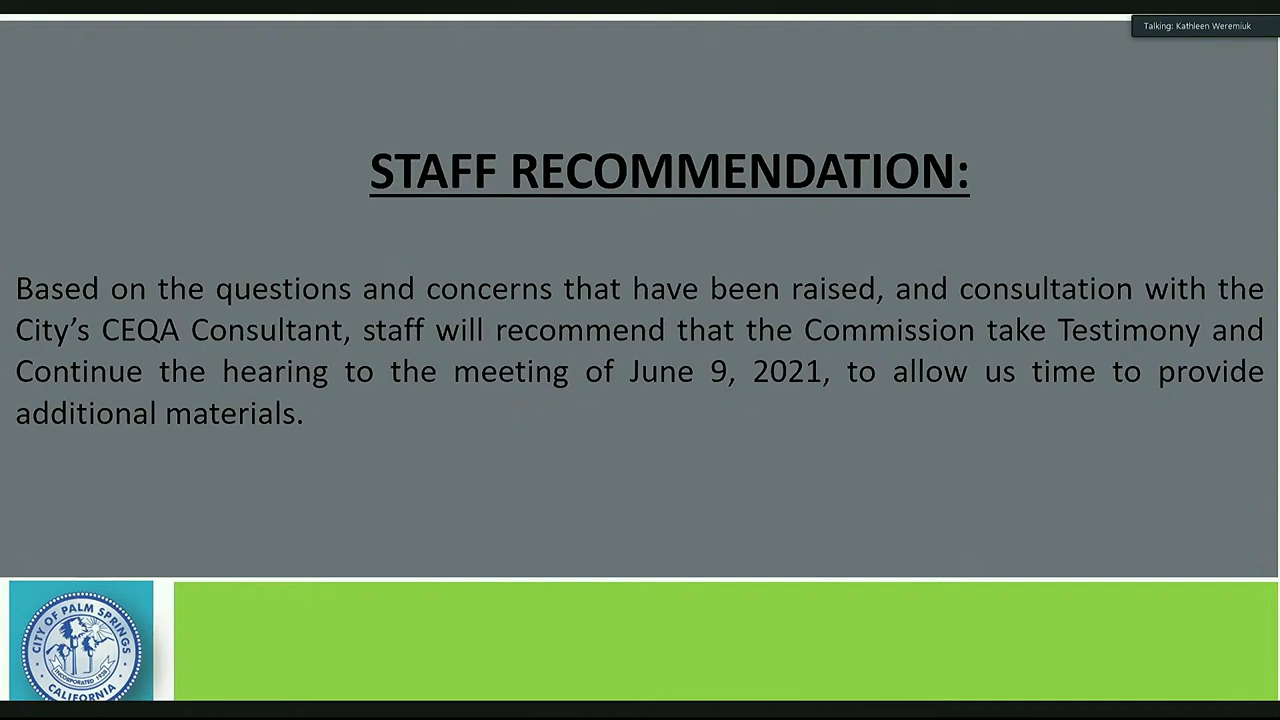 Talking: Kathleen Weremiuk
STAFF RECOMMENDATION:
Based on the questions and concerns that have been raised, and consultation with the
City’s CEQA Consultant, staff will recommend that the Commission take Testimony and
Continue the hearing to the meeting of June 9, 2021, to allow us time to provide
additional materials.
CITY OF PALM SPRINGS
INCORPORATED 1938
CALIFORNIA